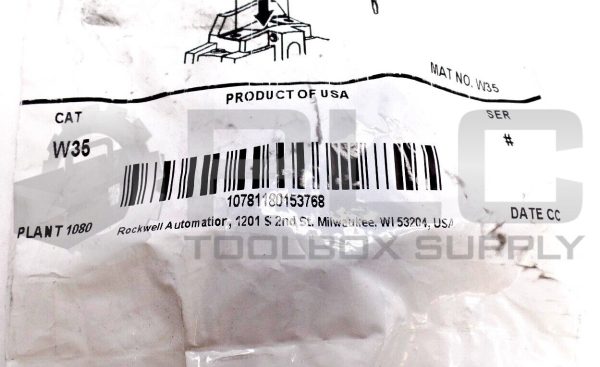 MAT NO. W35
PRODUCT OF USA
CAT
SER
W35
#
10781180153768
PLANT 1080
DATE CC
Rockwell Automation, 1201 S 2nd St. Milwaukee, WI 53204, USA
PLC
TOOLBOX SUPPLY